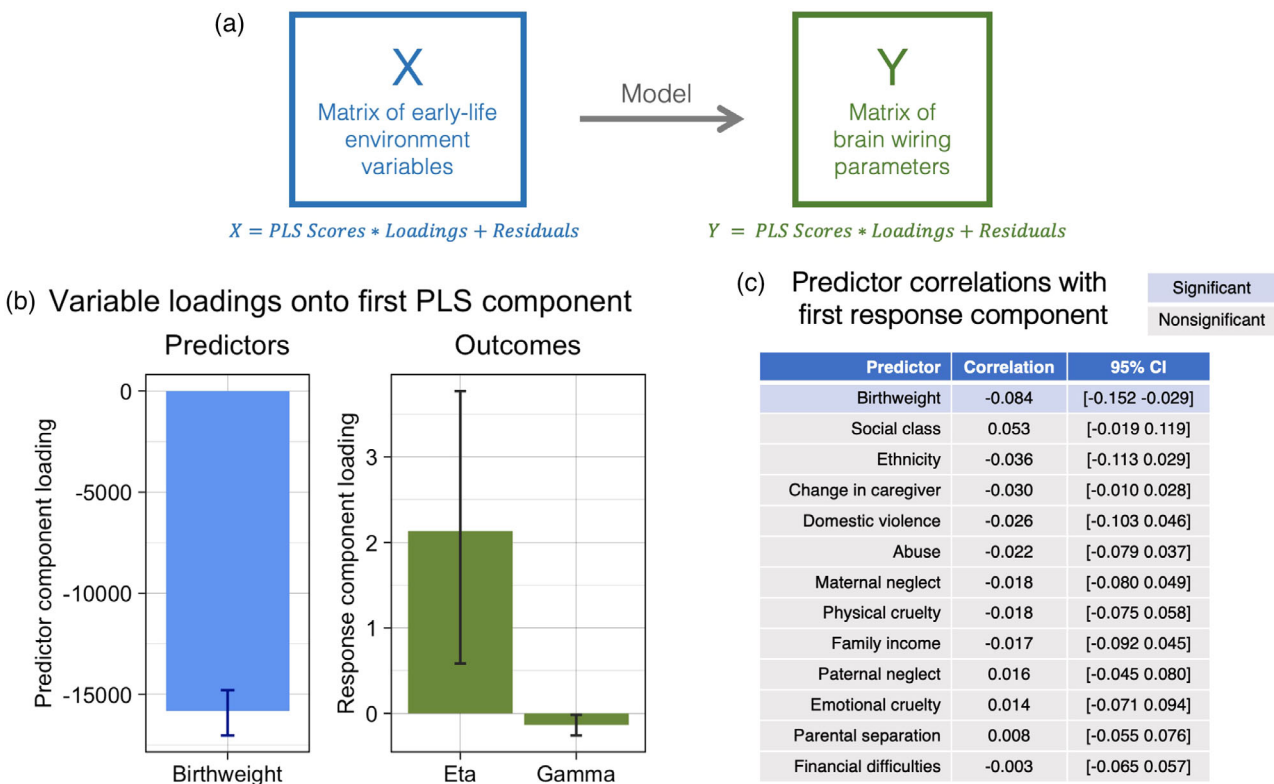 (a)
X
Matrix of early-life
environment
variables
Model
Y
Matrix of
brain wiring
parameters
X = PLS Scores * Loadings + Residuals
Y = PLS Scores * Loadings + Residuals
(b) Variable loadings onto first PLS component
Predictors
Predictor component loading
0
-5000
-10000
-15000
Birthweight
Outcomes
Response component loading
3
2
1
0
Eta
Gamma
(c) Predictor correlations with
first response component
Significant
Nonsignificant
Predictor Correlation 95% CI
Birthweight -0.084 [-0.152 -0.029]
Social class 0.053 [-0.019 0.119]
Ethnicity -0.036 [-0.113 0.029]
Change in caregiver -0.030 [-0.010 0.028]
Domestic violence -0.026 [-0.103 0.046]
Abuse -0.022 [-0.079 0.037]
Maternal neglect -0.018 [-0.080 0.049]
Physical cruelty -0.018 [-0.075 0.058]
Family income -0.017 [-0.092 0.045]
Paternal neglect 0.016 [-0.045 0.080]
Emotional cruelty 0.014 [-0.071 0.094]
Parental separation 0.008 [-0.055 0.076]
Financial difficulties -0.003 [-0.065 0.057]